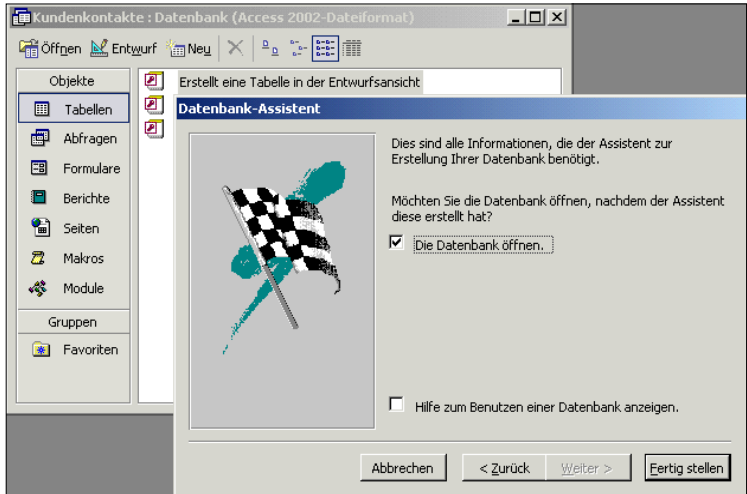 Kundenkontakte : Datenbank (Access 2002-Dateiformat)
Öffnen Entwurf Neu
Objekte
Tabellen
Abfragen
Formulare
Berichte
Seiten
Makros
Module
Gruppen
Favoriten
Erstellt eine Tabelle in der Entwurfsansicht
Datenbank-Assistent
Dies sind alle Informationen, die der Assistent zur
Erstellung Ihrer Datenbank benötigt.
Möchten Sie die Datenbank öffnen, nachdem der Assistent
diese erstellt hat?
Die Datenbank öffnen.
Hilfe zum Benutzen einer Datenbank anzeigen.
Abbrechen < Zurück Weiter > Fertig stellen